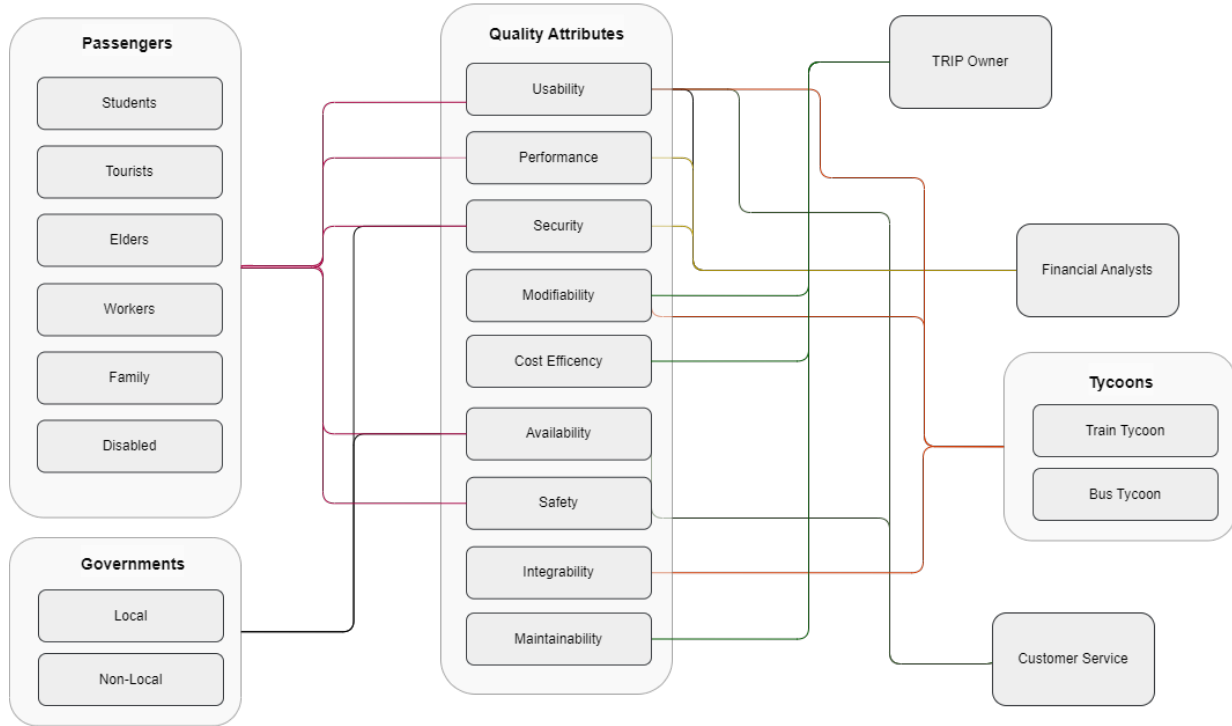 Passengers
Students
Tourists
Elders
Workers
Family
Disabled
Governments
Local
Non-Local
Quality Attributes
Usability
Performance
Security
Modifiability
Cost Efficency
Availability
Safety
Integrability
Maintainability
TRIP Owner
Financial Analysts
Tycoons
Train Tycoon
Bus Tycoon
Customer Service